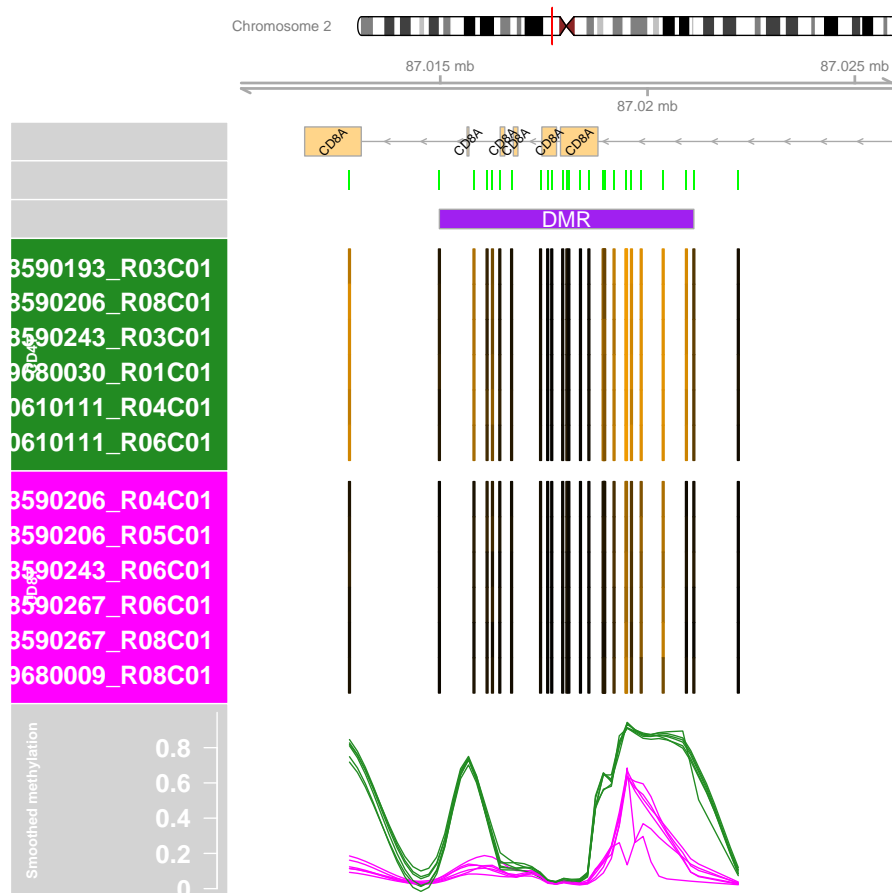 Chromosome 2
87.015 mb
87.025 mb
87.02 mb
CD8A
CD8A
CD8A
CD8A
CD8A
CD8A
DMR
8590193_R03C01
8590206_R08C01
8590243_R03C01
9680030_R01C01
0610111_R04C01
0610111_R06C01
8590206_R04C01
8590206_R05C01
8590243_R06C01
8590267_R06C01
8590267_R08C01
9680009_R08C01
Smoothed methylation
0.8
0.6
0.4
0.2
0